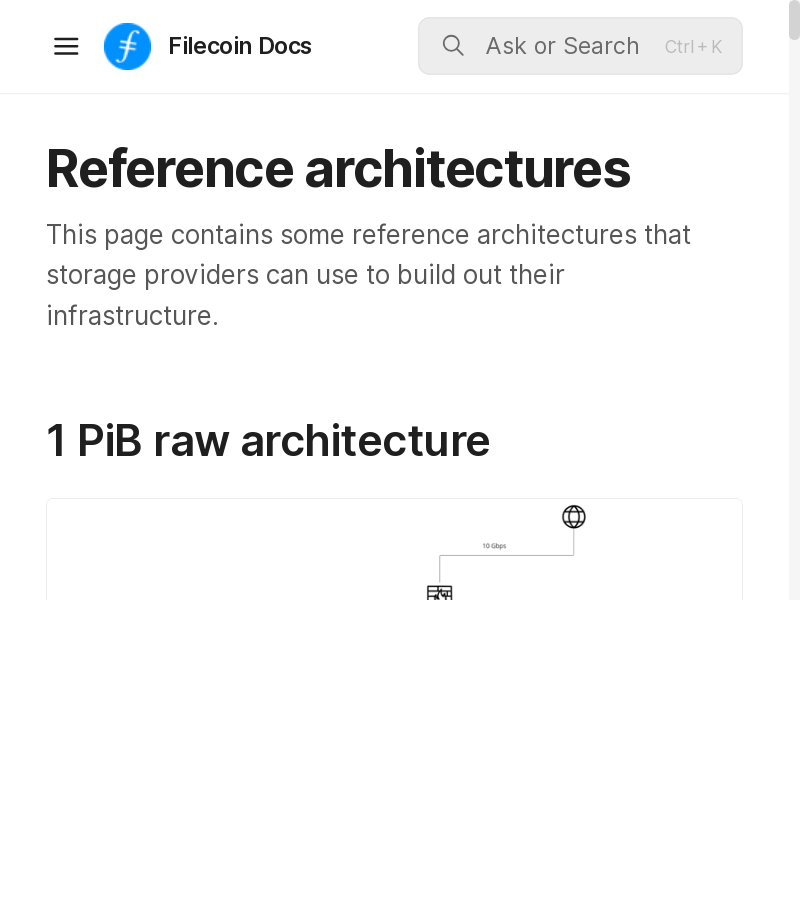 Filecoin Docs
Ask or Search
Ctrl + K
Reference architectures
This page contains some reference architectures that
storage providers can use to build out their
infrastructure.
1 PiB raw architecture
10 Gbps